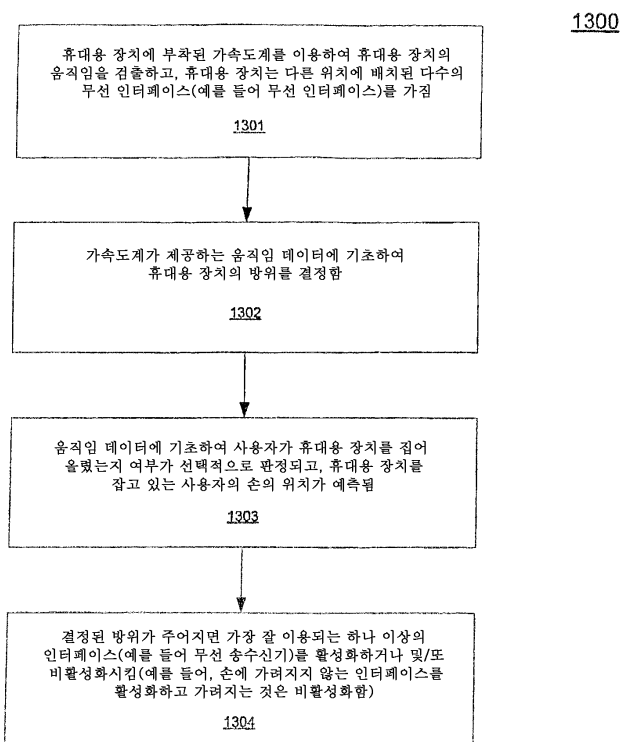 1300
휴대용 장치에 부착된 가속도계를 이용하여 휴대용 장치의
움직임을 검출하고, 휴대용 장치는 다른 위치에 배치된 다수의
무선 인터페이스(예를 들어 무선 인터페이스)를 가짐
1301
가속도계가 제공하는 움직임 데이터에 기초하여
휴대용 장치의 방위를 결정함
1302
움직임 데이터에 기초하여 사용자가 휴대용 장치를 집어
올렸는지 여부가 선택적으로 판정되고, 휴대용 장치를
잡고 있는 사용자의 손의 위치가 예측됨
1303
결정된 방위가 주어지면 가장 잘 이용되는 하나 이상의
인터페이스(예를 들어 무선 송수신기)를 활성화하거나 및/또
비활성화시킴(예를 들어, 손에 가려지지 않는 인터페이스를
활성화하고 가려지는 것은 비활성화함)
1304